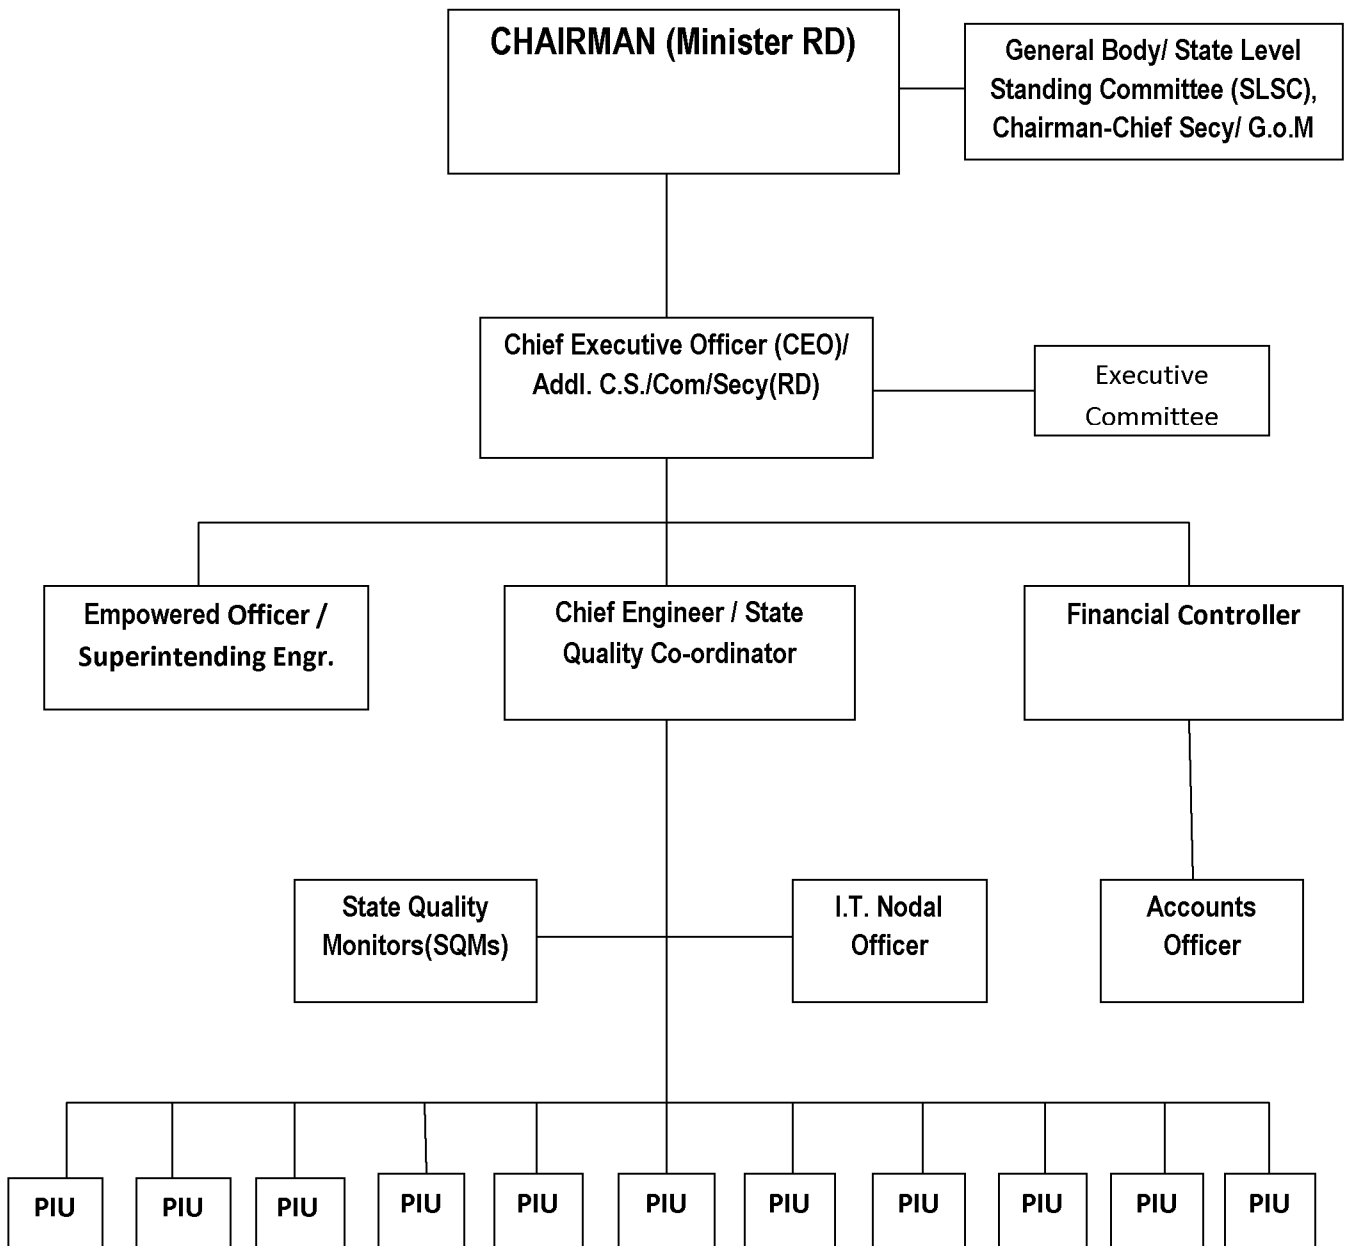 CHAIRMAN (Minister RD)
General Body/ State Level
Standing Committee (SLSC),
Chairman-Chief Secy/ G.o.M
Chief Executive Officer (CEO)/
Addl. C.S./Com/Secy(RD)
Executive
Committee
Empowered Officer /
Superintending Engr.
Chief Engineer / State
Quality Co-ordinator
Financial Controller
State Quality
Monitors(SQMs)
I.T. Nodal
Officer
Accounts
Officer
PIU
PIU
PIU
PIU
PIU
PIU
PIU
PIU
PIU
PIU
PIU